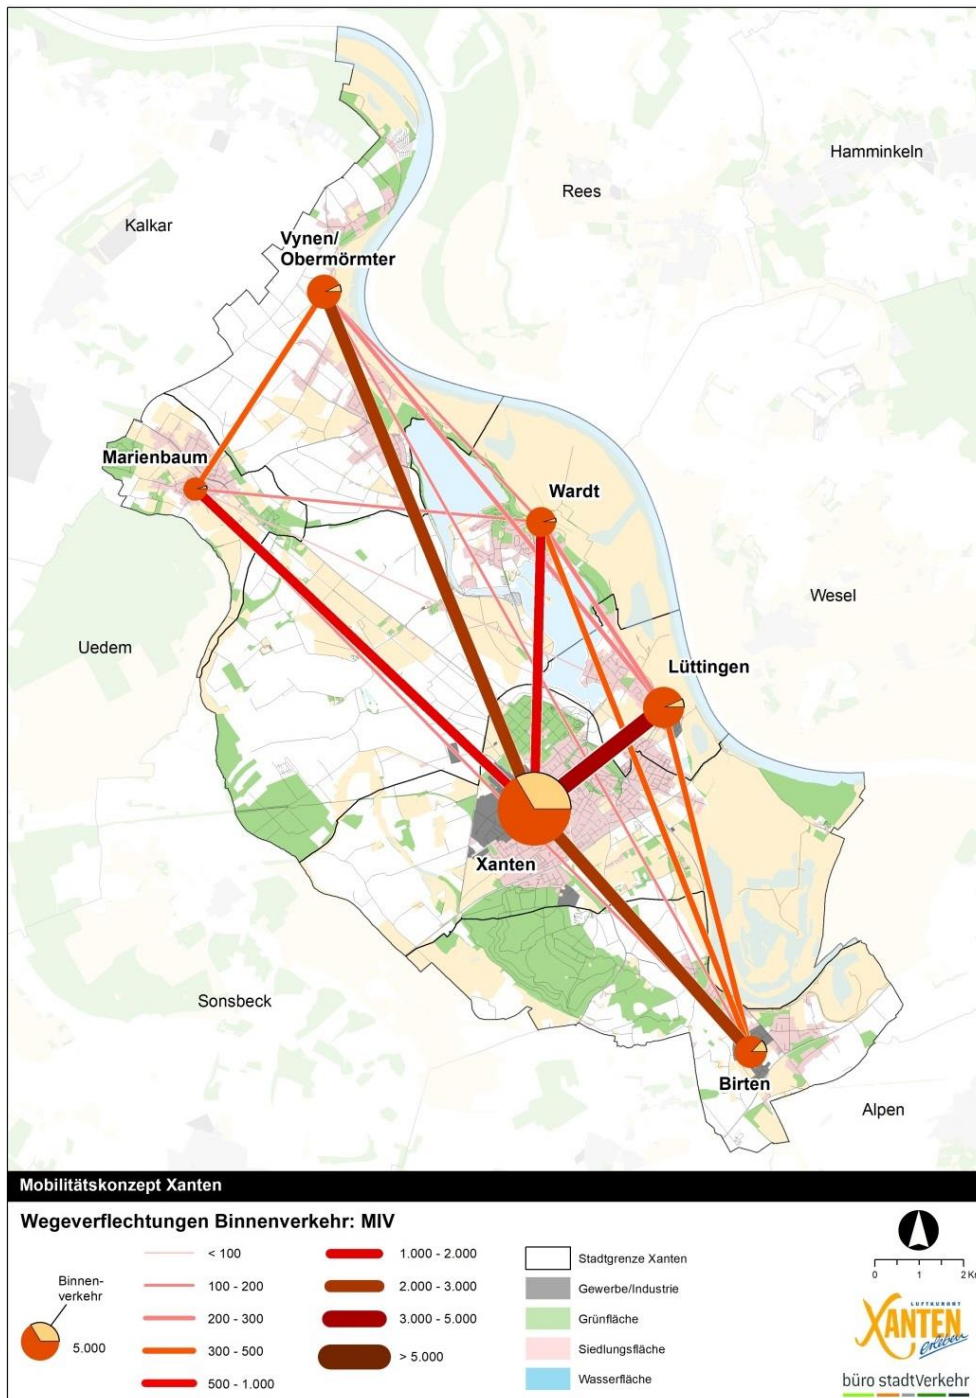 Hamminkeln
Rees
Kalkar
Vynen/
Obermörmter
Marienbaum
Wardt
Wesel
Uedem
Lüttingen
Xanten
Sonsbeck
Birten
Alpen
Mobilitätskonzept Xanten
Wegeverflechtungen Binnenverkehr: MIV
Binnen-
verkehr
5.000
< 100
100 - 200
200 - 300
300 - 500
500 - 1.000
1.000 - 2.000
2.000 - 3.000
3.000 - 5.000
> 5.000
Stadtgrenze Xanten
Gewerbe/Industrie
Grünfläche
Siedlungsfläche
Wasserfläche
0 1 2 K
LUFTKURORT
XANTEN
erleben
büro stadtVerkehr